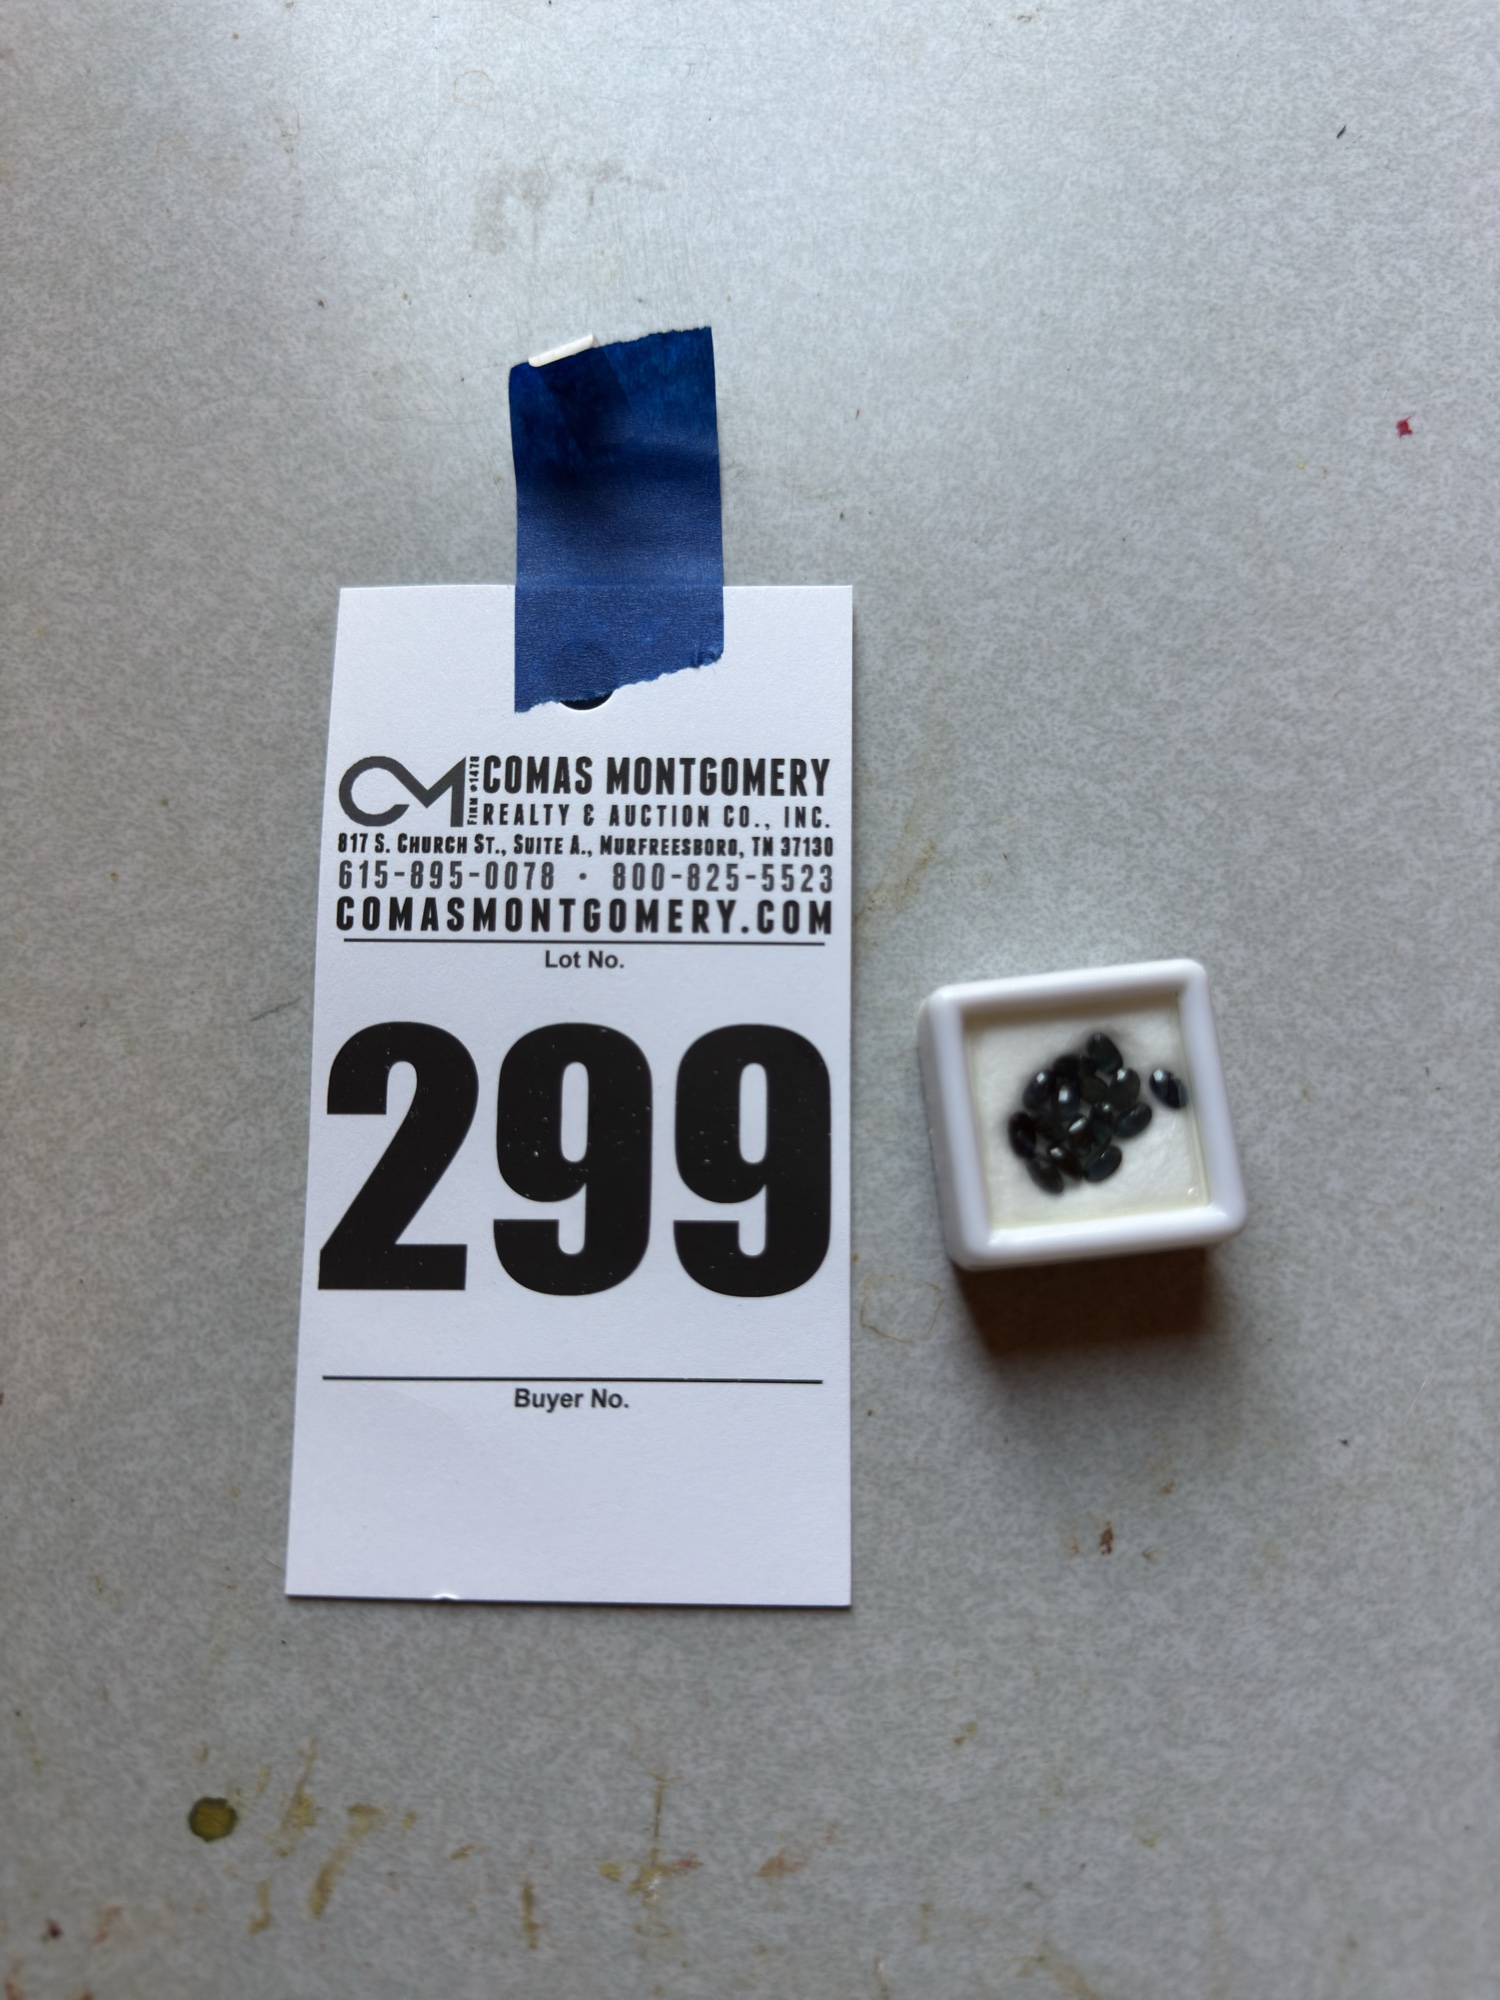 CM FIRM #1478 COMAS MONTGOMERY
REALTY & AUCTION CO., INC.
817 S. CHURCH ST., SUITE A., MURFREESBORO, TN 37130
615-895-0078 · 800-825-5523
COMASMONTGOMERY.COM
Lot No.
299
Buyer No.